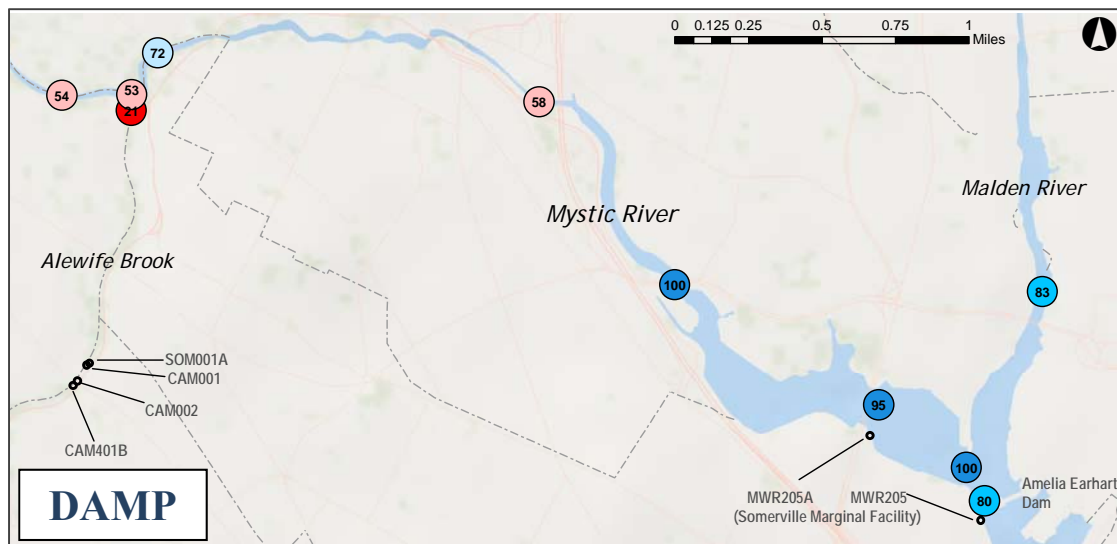 0 0.125 0.25 0.5 0.75 1
Miles
72
54
53
21
58
Mystic River
Malden River
Alewife Brook
100
83
SOM001A
CAM001
CAM002
CAM401B
95
100
80
MWR205A
(Somerville Marginal Facility)
MWR205
Amelia Earhart
Dam
DAMP